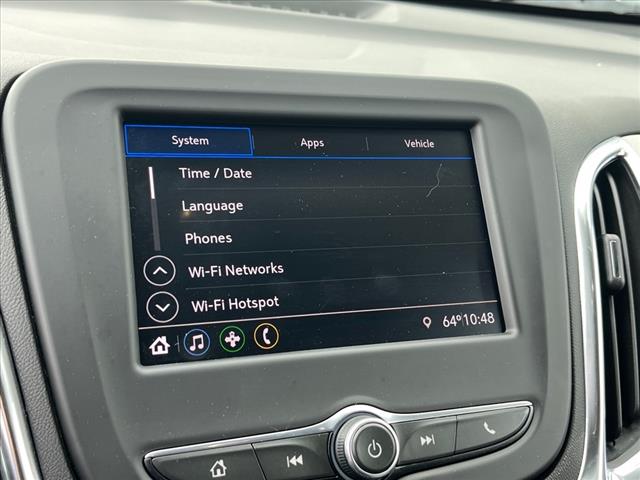 System Apps Vehicle
Time / Date
Language
Phones
Wi-Fi Networks
Wi-Fi Hotspot
64° 10:48